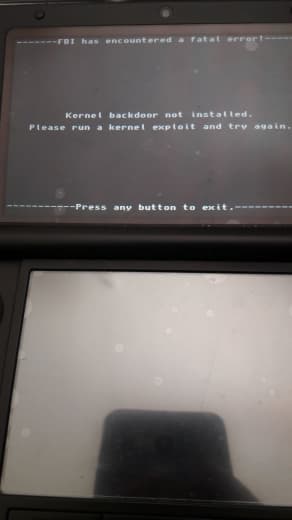 -------FBI has encountered a fatal error!-----
Kernel backdoor not installed.
Please run a kernel exploit and try again.
-----------Press any button to exit.----------